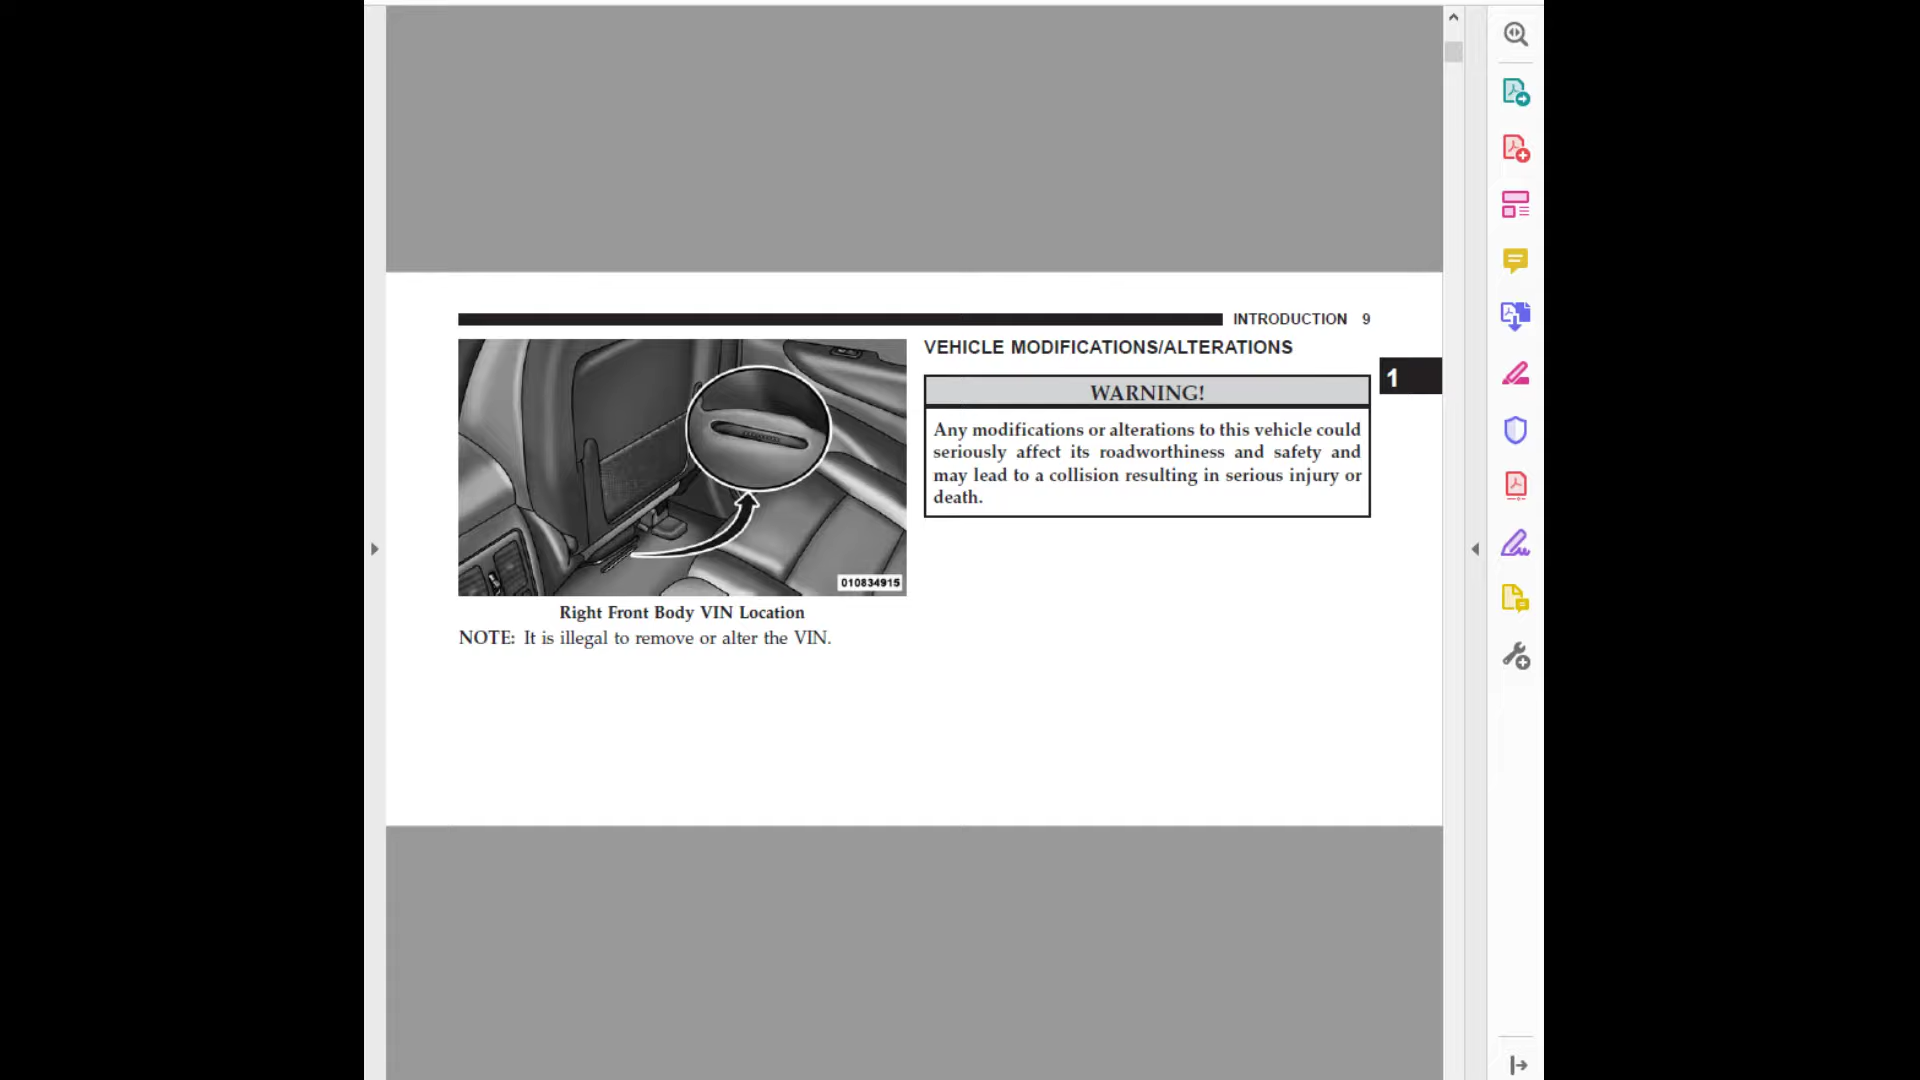 INTRODUCTION 9
010834915
Right Front Body VIN Location
NOTE: It is illegal to remove or alter the VIN.
VEHICLE MODIFICATIONS/ALTERATIONS
WARNING!
Any modifications or alterations to this vehicle could
seriously affect its roadworthiness and safety and
may lead to a collision resulting in serious injury or
death.
1